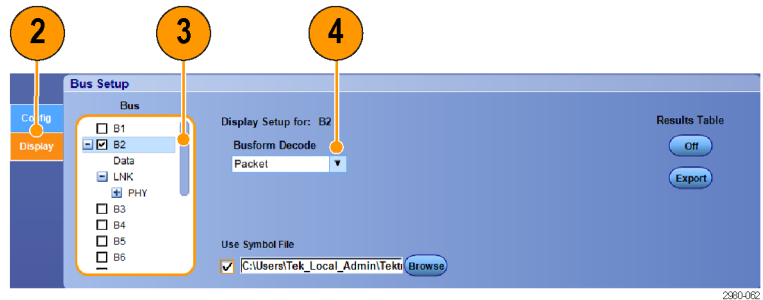 2
3
4
Bus Setup
Config
Display
Bus
B1
B2
Data
LNK
PHY
B3
B4
B5
B6
Display Setup for: B2
Busform Decode
Packet
Use Symbol File
C:\Users\Tek_Local_Admin\Tektr
Browse
Results Table
Off
Export
2980-062